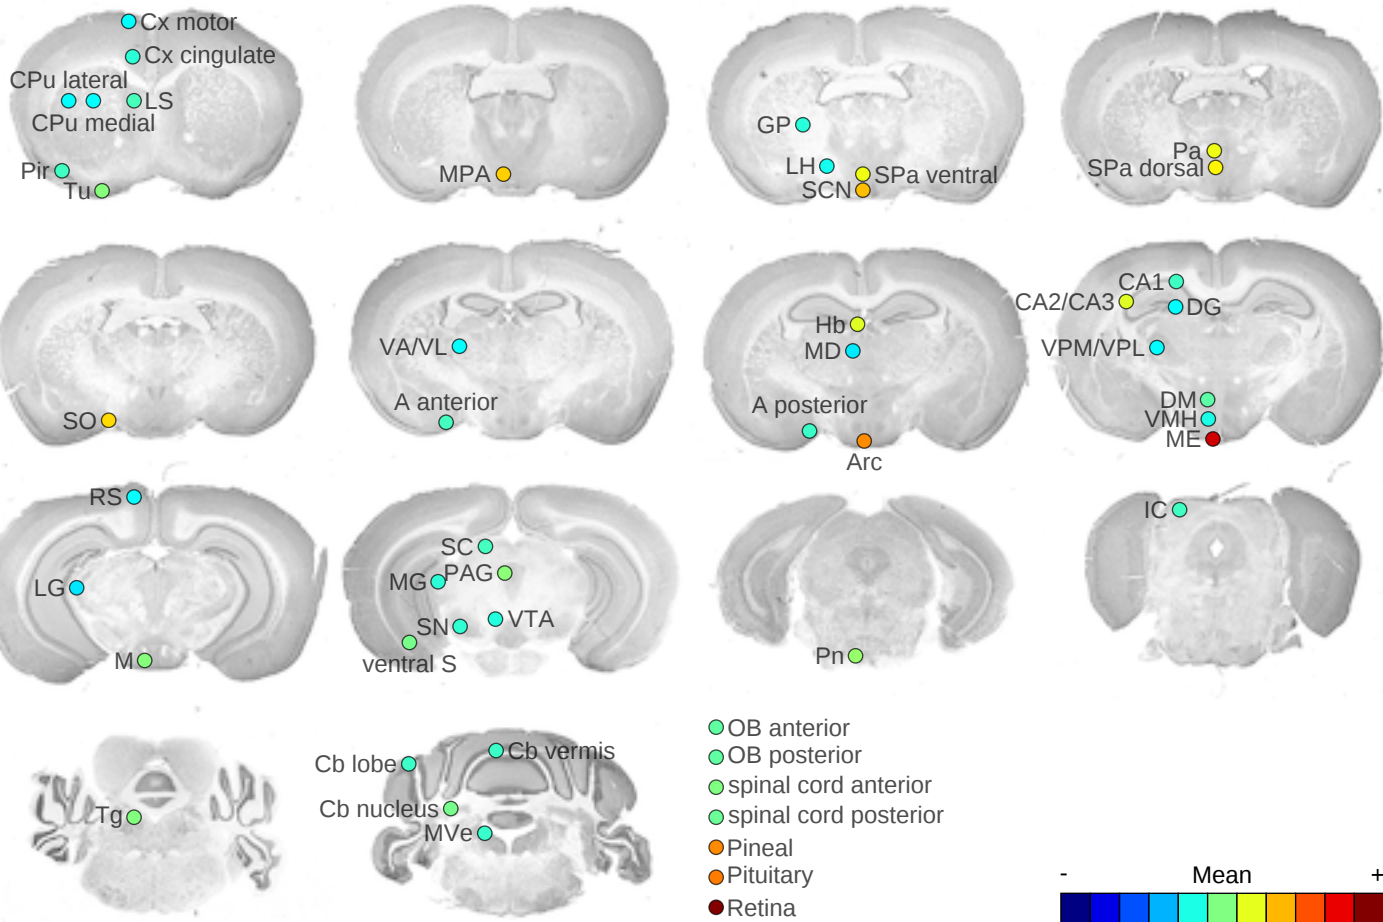 Cx motor
Cx cingulate
CPu lateral
LS
CPu medial
Pir
Tu
MPA
GP
LH
SPa ventral
SCN
Pa
SPa dorsal
SO
VA/VL
A anterior
Hb
MD
A posterior
Arc
CA1
CA2/CA3
DG
VPM/VPL
DM
VMH
ME
RS
LG
M
SC
PAG
MG
SN
VTA
ventral S
Pn
IC
Tg
Cb vermis
Cb lobe
Cb nucleus
MVe
OB anterior
OB posterior
spinal cord anterior
spinal cord posterior
Pineal
Pituitary
Retina
- Mean +